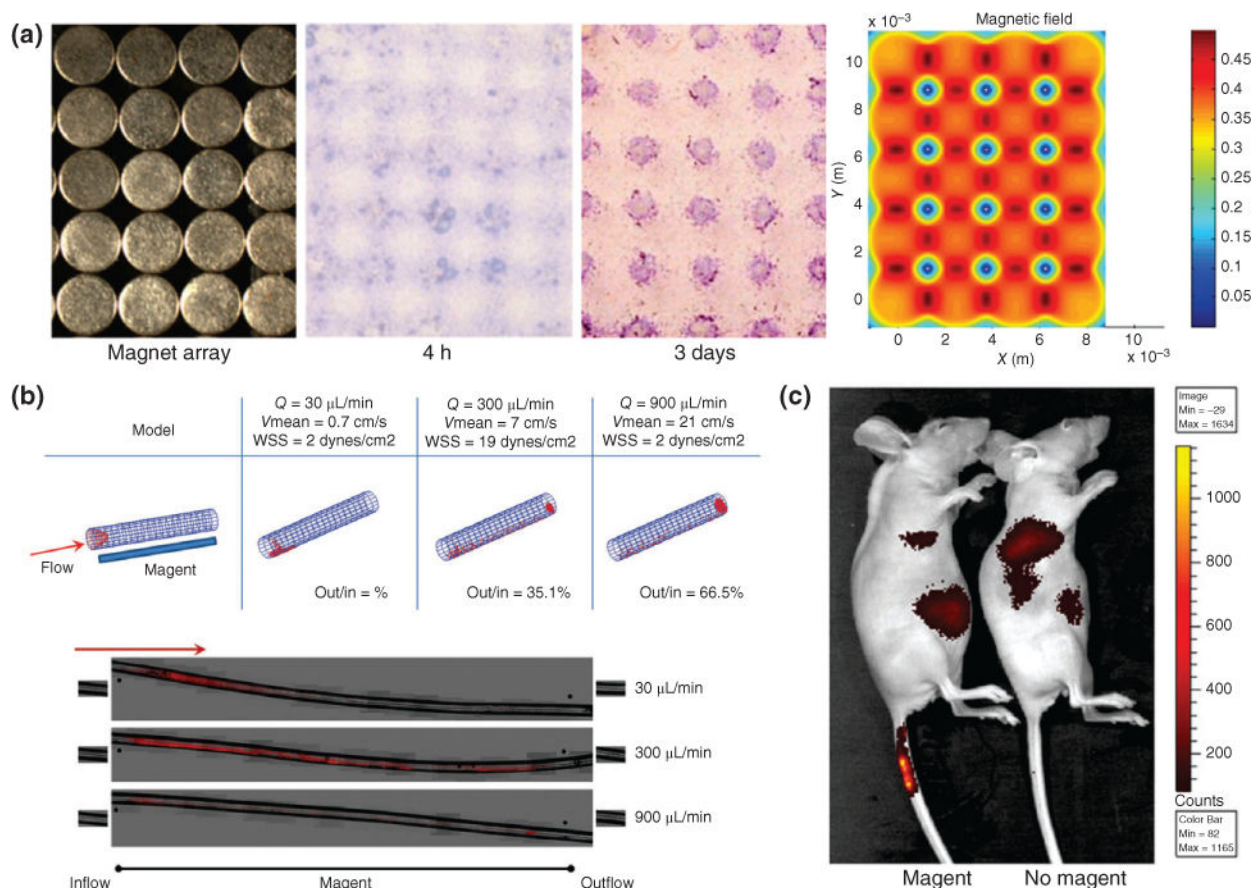 (a)
Magnet array
4 h
3 days
x 10⁻³
Magnetic field
10
8
6
4
2
0
Y (m)
0 2 4 6 8 10
X (m)
x 10⁻³
0.45
0.4
0.35
0.3
0.25
0.2
0.15
0.1
0.05
(b)
Model
Q = 30 μL/min
Vmean = 0.7 cm/s
WSS = 2 dynes/cm2
Q = 300 μL/min
Vmean = 7 cm/s
WSS = 19 dynes/cm2
Q = 900 μL/min
Vmean = 21 cm/s
WSS = 2 dynes/cm2
Flow
Magent
Out/in = %
Out/in = 35.1%
Out/in = 66.5%
30 μL/min
300 μL/min
900 μL/min
Inflow
Magent
Outflow
(c)
Magent
No magent
Image
Min = −29
Max = 1634
1000
800
600
400
200
Counts
Color Bar
Min = 82
Max = 1165